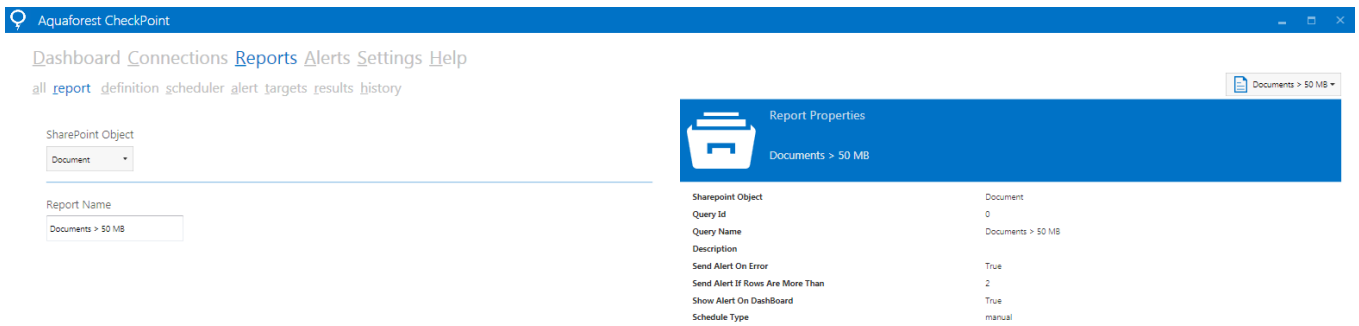 Aquaforest CheckPoint
Dashboard Connections Reports Alerts Settings Help
all report definition scheduler alert targets results history
Documents > 50 MB
SharePoint Object
Document
Report Name
Documents > 50 MB
Report Properties
Documents > 50 MB
Sharepoint Object Document
Query Id 0
Query Name Documents > 50 MB
Description
Send Alert On Error True
Send Alert If Rows Are More Than 2
Show Alert On DashBoard True
Schedule Type manual